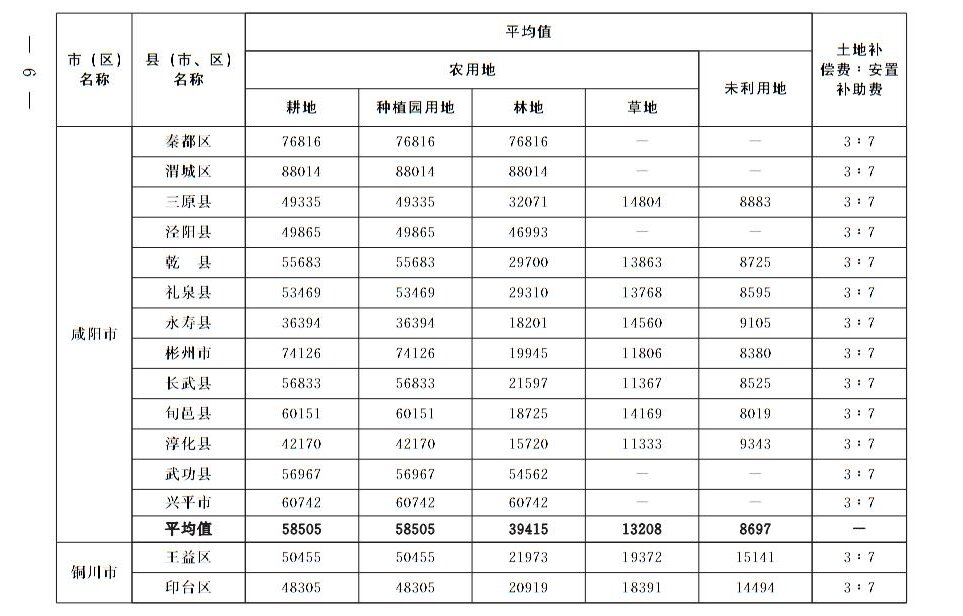 — 6 —
市（区）名称 县（市、区）名称 平均值 土地补偿费：安置补助费
农用地 未利用地
耕地 种植园用地 林地 草地
咸阳市
秦都区 76816 76816 76816 — — 3：7
渭城区 88014 88014 88014 — — 3：7
三原县 49335 49335 32071 14804 8883 3：7
泾阳县 49865 49865 46993 — — 3：7
乾 县 55683 55683 29700 13863 8725 3：7
礼泉县 53469 53469 29310 13768 8595 3：7
永寿县 36394 36394 18201 14560 9105 3：7
彬州市 74126 74126 19945 11806 8380 3：7
长武县 56833 56833 21597 11367 8525 3：7
旬邑县 60151 60151 18725 14169 8019 3：7
淳化县 42170 42170 15720 11333 9343 3：7
武功县 56967 56967 54562 — — 3：7
兴平市 60742 60742 60742 — — 3：7
平均值 58505 58505 39415 13208 8697 —
铜川市
王益区 50455 50455 21973 19372 15141 3：7
印台区 48305 48305 20919 18391 14494 3：7